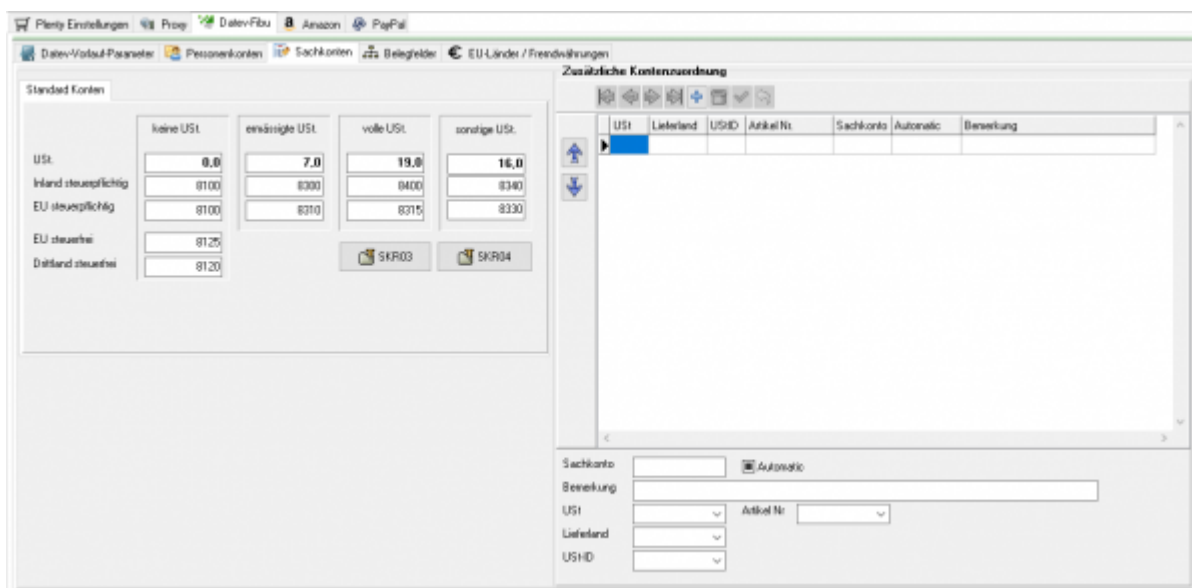 Plenty Einstellungen Proxy Datev-Fibu Amazon PayPal
Datev-Vorlauf-Parameter Personenkonten Sachkonten Belegfelder EU-Länder / Fremdwährungen
Standard Konten
keine USt. ermässigte USt. volle USt. sonstige USt.
USt. 0,0 7,0 19,0 16,0
Inland steuerpflichtig 8100 8300 8400 8340
EU steuerpflichtig 8100 8310 8315 8330
EU steuerfrei 8125
Drittland steuerfrei 8120
SKR03 SKR04
Zusätzliche Kontenzuordnung
USt Lieferland UStID Artikel Nr. Sachkonto Automatic Bemerkung
Sachkonto Automatic
Bemerkung
USt Artikel Nr
Lieferland
UStID